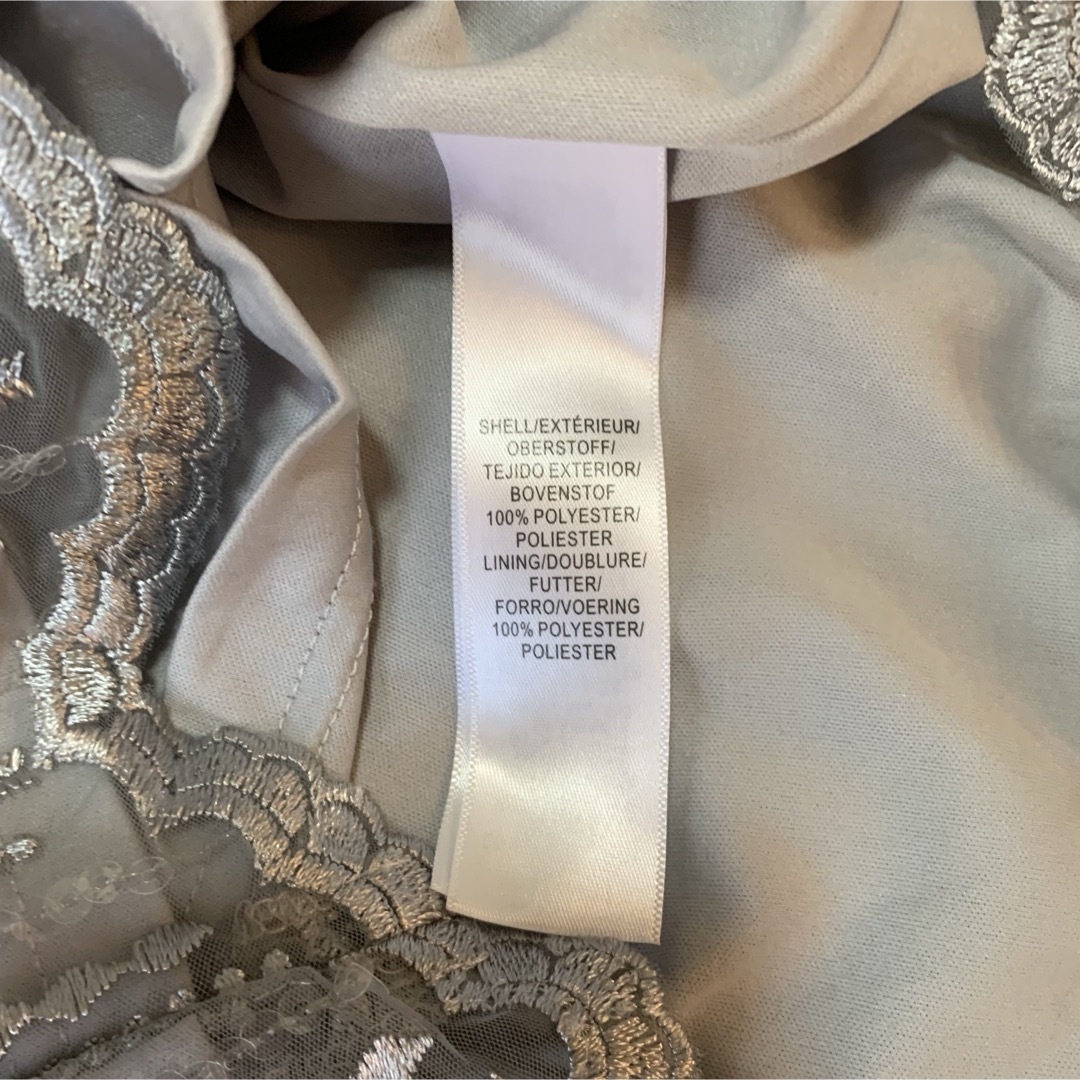 SHELL/EXTÉRIEUR/
OBERSTOFF/
TEJIDO EXTERIOR/
BOVENSTOF
100% POLYESTER/
POLIESTER
LINING/DOUBLURE/
FUTTER/
FORRO/VOERING
100% POLYESTER/
POLIESTER